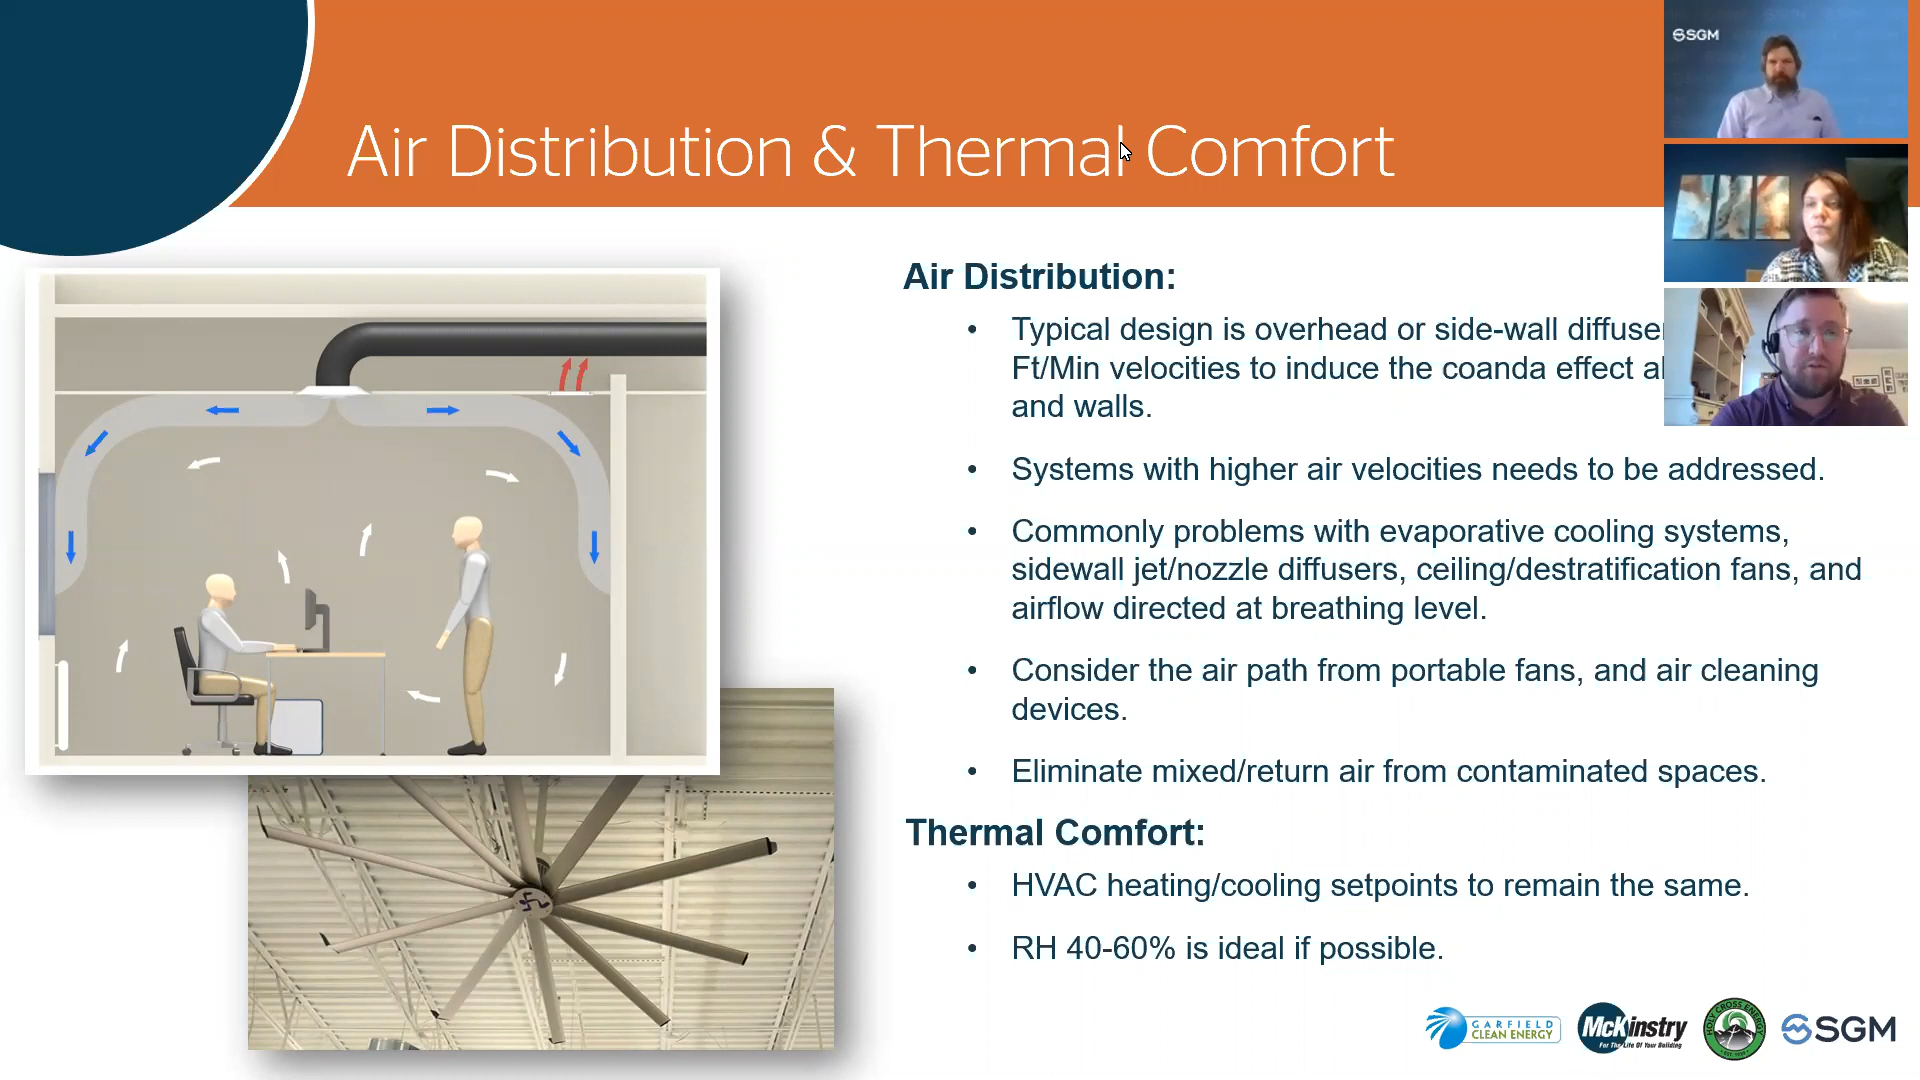 SGM
Air Distribution & Thermal Comfort
Air Distribution:
• Typical design is overhead or side-wall
Ft/Min velocities to induce the coanda effect
and walls.
• Systems with higher air velocities needs to be addressed.
• Commonly problems with evaporative cooling systems,
sidewall jet/nozzle diffusers, ceiling/destratification fans, and
airflow directed at breathing level.
• Consider the air path from portable fans, and air cleaning
devices.
• Eliminate mixed/return air from contaminated spaces.
Thermal Comfort:
• HVAC heating/cooling setpoints to remain the same.
• RH 40-60% is ideal if possible.
GARFIELD
CLEAN ENERGY
McKinstry
For The Life Of Your Building
HOLY CROSS ENERGY
SGM